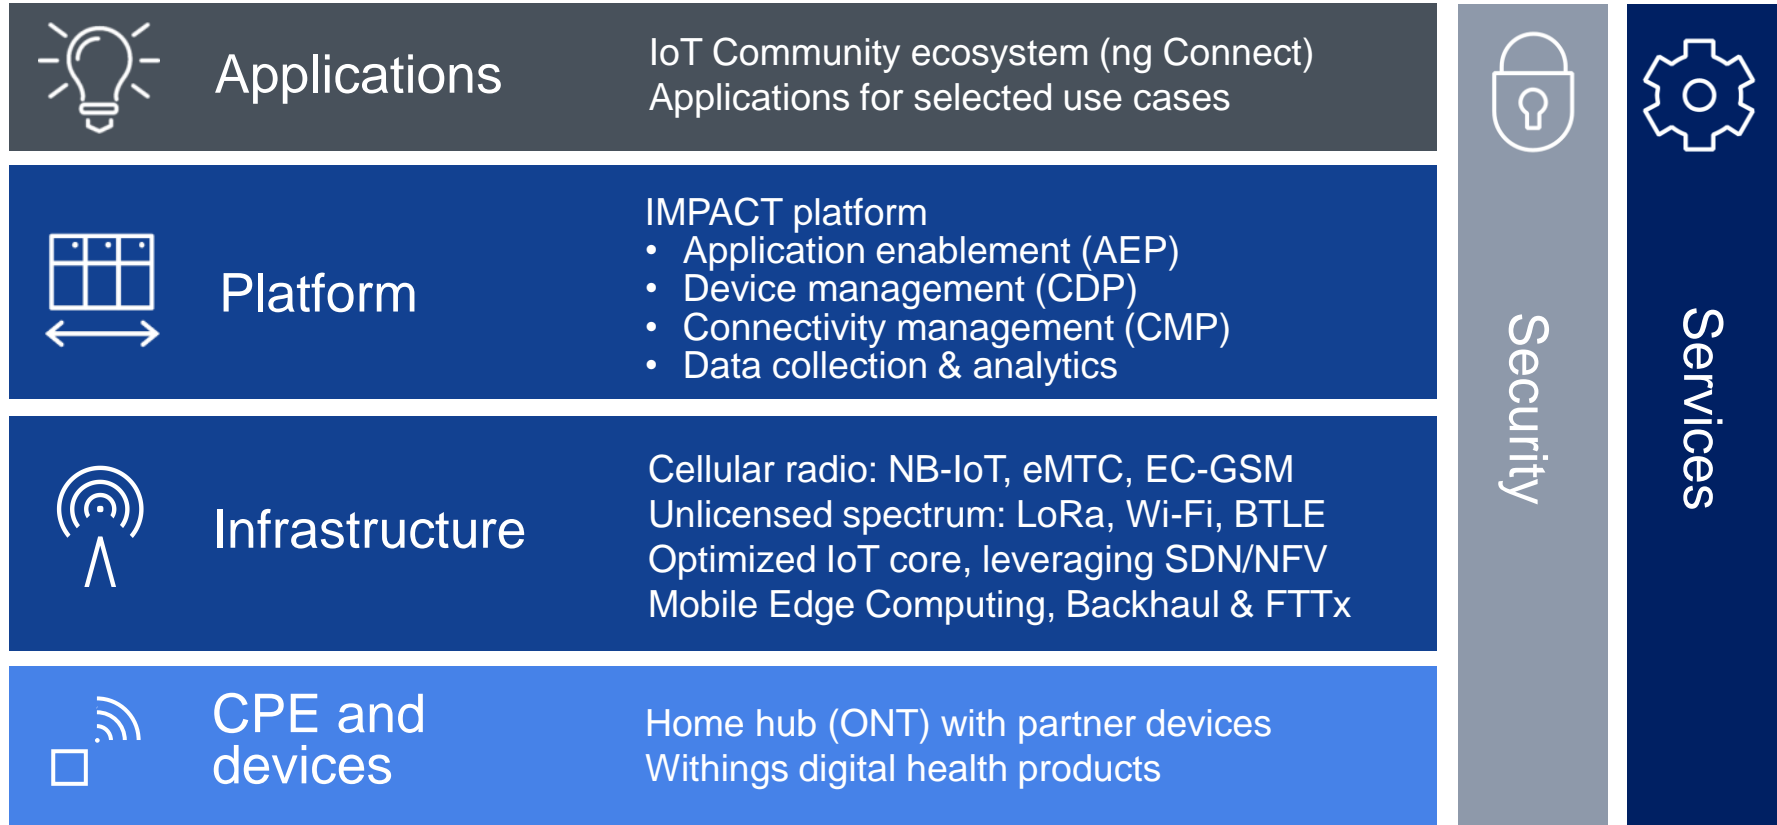 Applications
IoT Community ecosystem (ng Connect)
Applications for selected use cases
Platform
IMPACT platform
• Application enablement (AEP)
• Device management (CDP)
• Connectivity management (CMP)
• Data collection & analytics
Infrastructure
Cellular radio: NB-IoT, eMTC, EC-GSM
Unlicensed spectrum: LoRa, Wi-Fi, BTLE
Optimized IoT core, leveraging SDN/NFV
Mobile Edge Computing, Backhaul & FTTx
CPE and
devices
Home hub (ONT) with partner devices
Withings digital health products
Security
Services